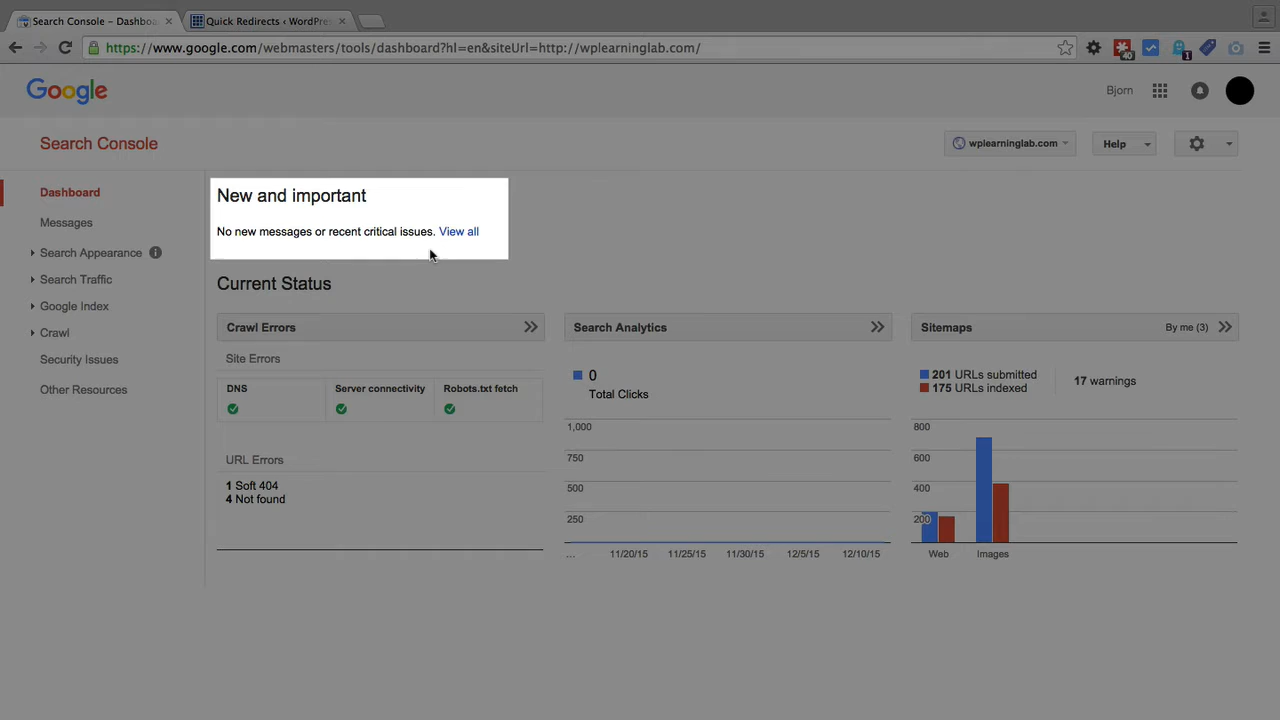 Search Console - Dashboa
Quick Redirects ‹ WordPres
https://www.google.com/webmasters/tools/dashboard?hl=en&siteUrl=http://wplearninglab.com/
40
1
Google
Bjorn
Search Console
wplearninglab.com
Help
Dashboard
Messages
Search Appearance
Search Traffic
Google Index
Crawl
Security Issues
Other Resources
New and important
No new messages or recent critical issues. View all
Current Status
Crawl Errors
Site Errors
DNS
Server connectivity
Robots.txt fetch
URL Errors
1 Soft 404
4 Not found
Search Analytics
0
Total Clicks
1,000
750
500
250
...
11/20/15
11/25/15
11/30/15
12/5/15
12/10/15
Sitemaps
By me (3)
201 URLs submitted
175 URLs indexed
17 warnings
800
600
400
200
Web
Images